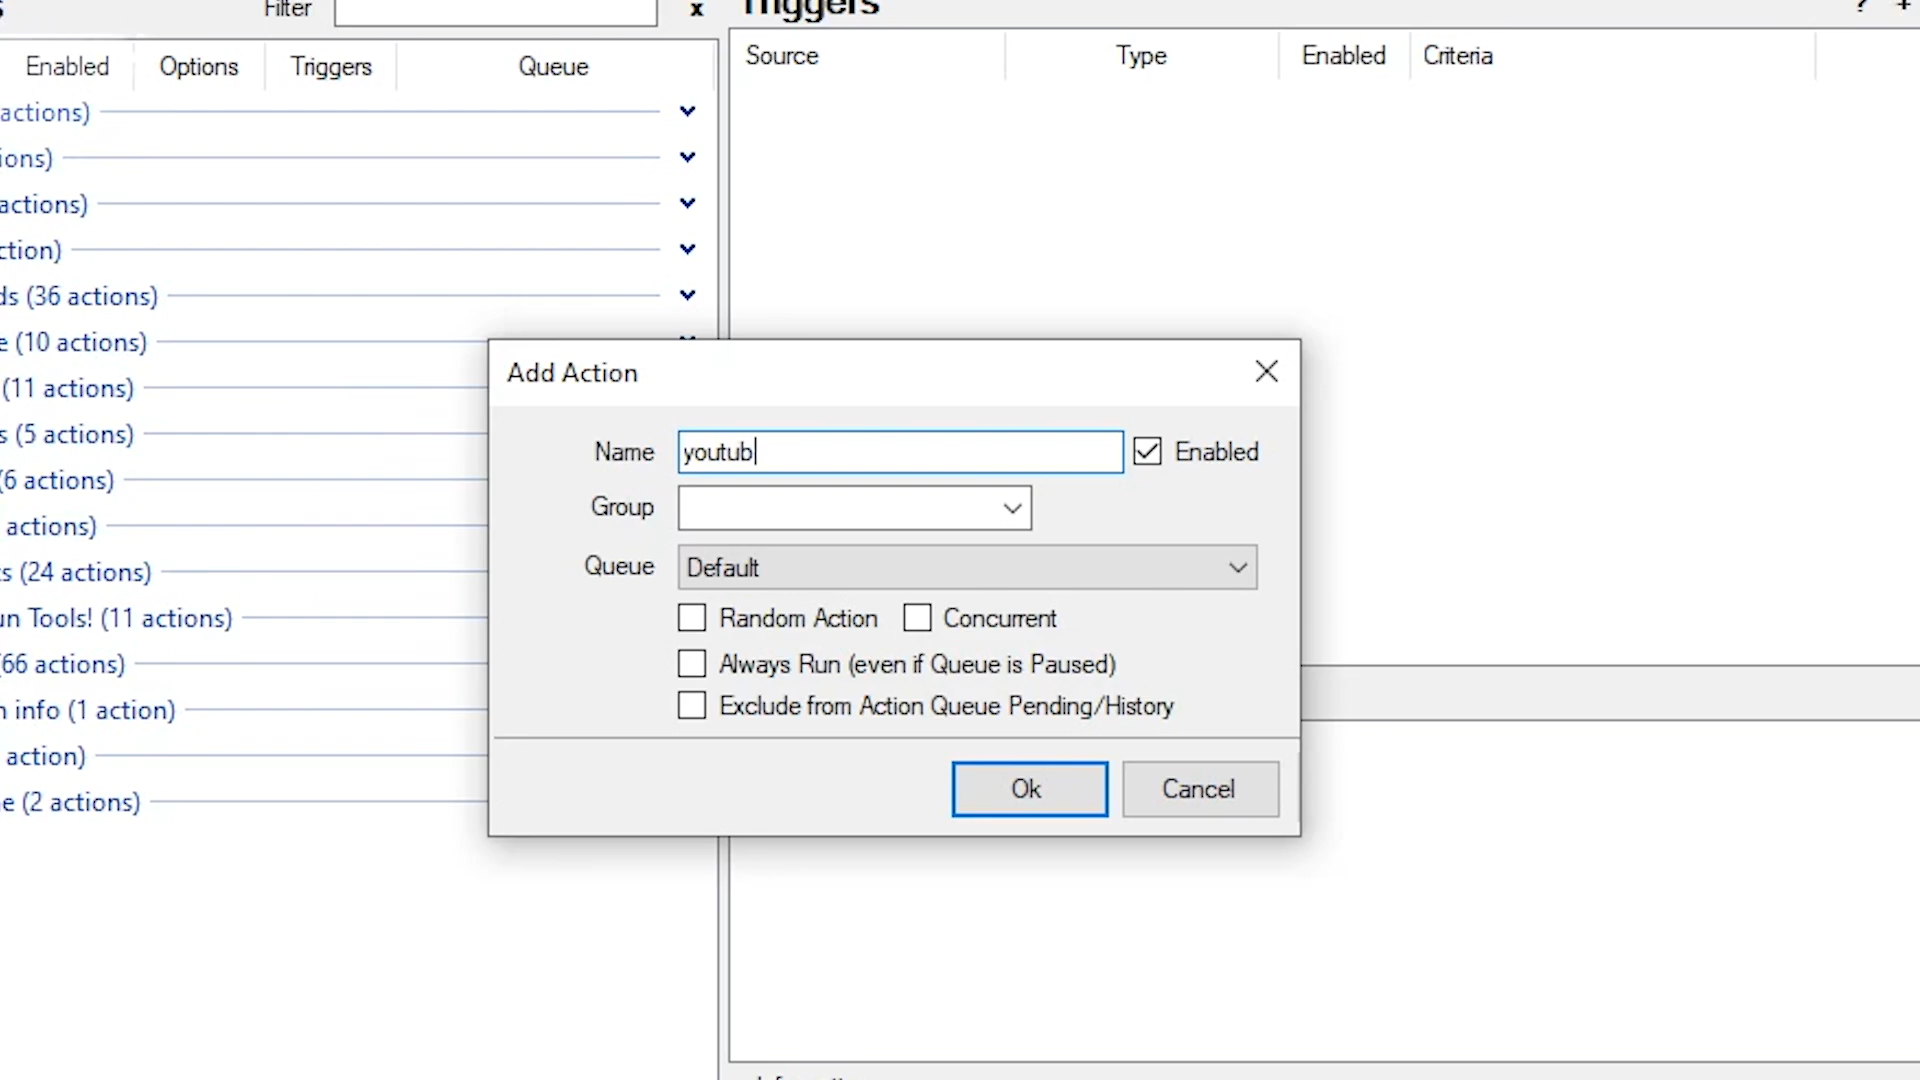 Filter x Triggers ? +
Enabled Options Triggers Queue
Source Type Enabled Criteria
actions)
ions)
actions)
ction)
ds (36 actions)
e (10 actions)
(11 actions)
s (5 actions)
(6 actions)
actions)
s (24 actions)
un Tools! (11 actions)
(66 actions)
n info (1 action)
action)
e (2 actions)
Add Action
Name youtub Enabled
Group
Queue Default
Random Action Concurrent
Always Run (even if Queue is Paused)
Exclude from Action Queue Pending/History
Ok Cancel